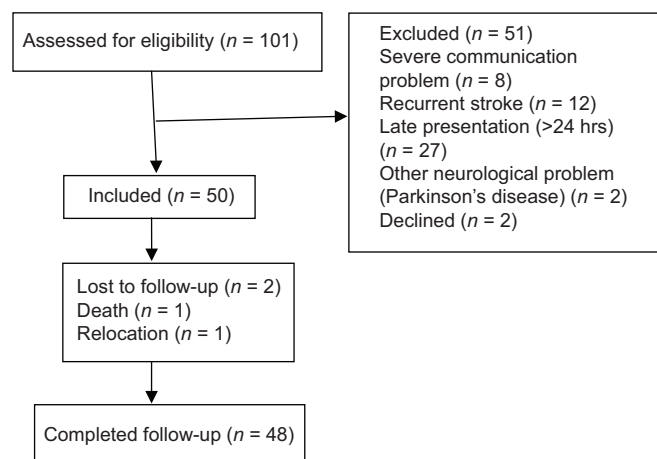 Assessed for eligibility (n = 101)
Excluded (n = 51)
Severe communication
problem (n = 8)
Recurrent stroke (n = 12)
Late presentation (>24 hrs)
(n = 27)
Other neurological problem
(Parkinson’s disease) (n = 2)
Declined (n = 2)
Included (n = 50)
Lost to follow-up (n = 2)
Death (n = 1)
Relocation (n = 1)
Completed follow-up (n = 48)